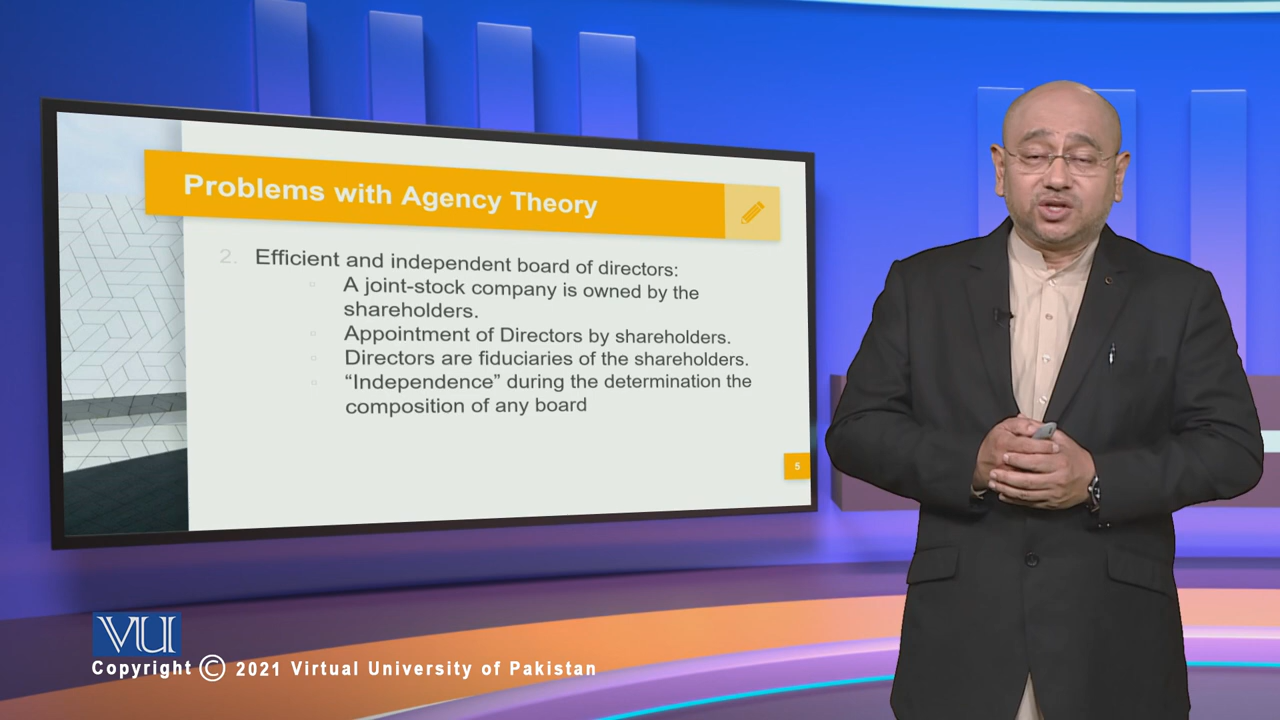 Problems with Agency Theory
2. Efficient and independent board of directors:
▫ A joint-stock company is owned by the
shareholders.
▫ Appointment of Directors by shareholders.
▫ Directors are fiduciaries of the shareholders.
▫ “Independence” during the determination the
composition of any board
5
VU
Copyright © 2021 Virtual University of Pakistan